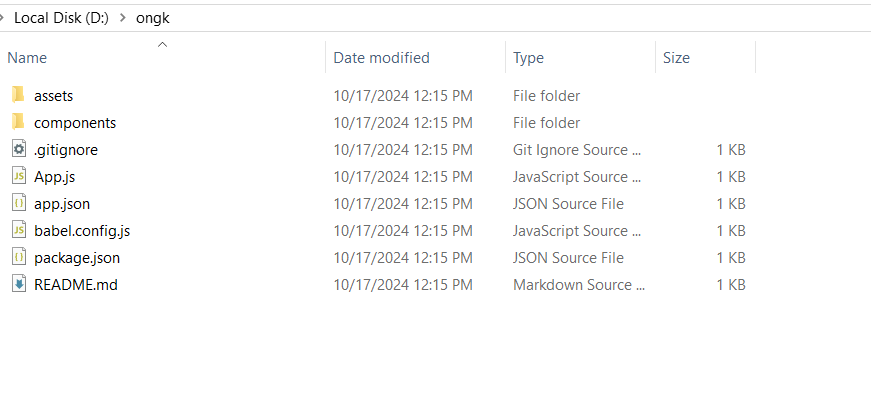 Local Disk (D:) > ongk
Name Date modified Type Size
assets 10/17/2024 12:15 PM File folder
components 10/17/2024 12:15 PM File folder
.gitignore 10/17/2024 12:15 PM Git Ignore Source ... 1 KB
App.js 10/17/2024 12:15 PM JavaScript Source ... 1 KB
app.json 10/17/2024 12:15 PM JSON Source File 1 KB
babel.config.js 10/17/2024 12:15 PM JavaScript Source ... 1 KB
package.json 10/17/2024 12:15 PM JSON Source File 1 KB
README.md 10/17/2024 12:15 PM Markdown Source ... 1 KB